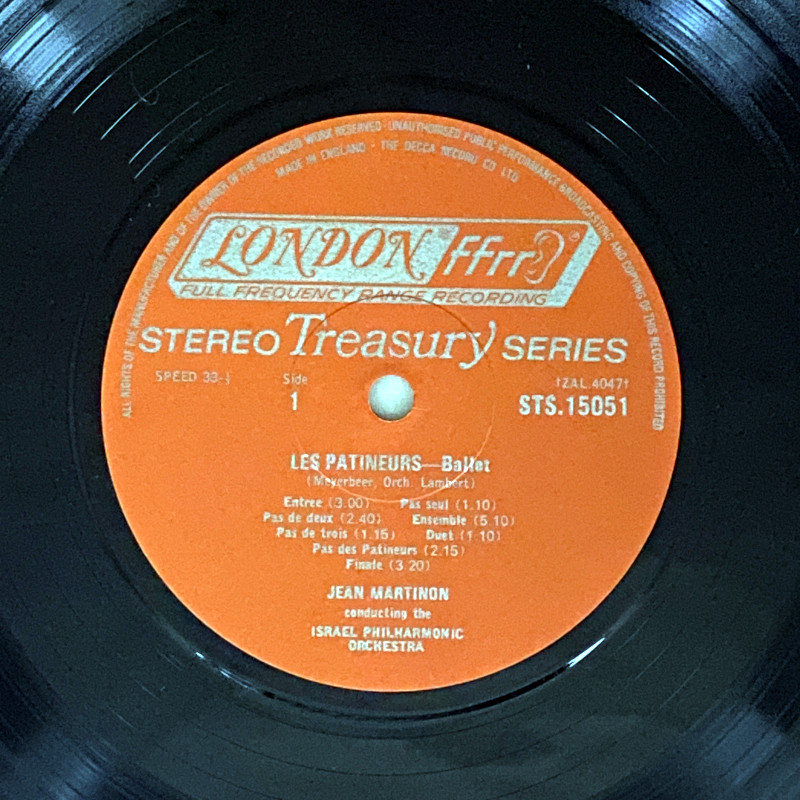 ALL RIGHTS OF THE MANUFACTURER AND OF THE OWNER OF THE RECORDED WORK RESERVED · UNAUTHORISED PUBLIC PERFORMANCE BROADCASTING AND COPYING OF THIS RECORD PROHIBITED
MADE IN ENGLAND · THE DECCA RECORD CO LTD
LONDON ffrr ®
FULL FREQUENCY RANGE RECORDING
STEREO Treasury SERIES
SPEED 33⅓ Side (ZAL.4047)
1 STS.15051
LES PATINEURS—Ballet
(Meyerbeer, Orch. Lambert)
Entree (3.00) Pas seul (1.10)
Pas de deux (2.40) Ensemble (5.10)
Pas de trois (1.15) Duet (1.10)
Pas des Patineurs (2.15)
Finale (3.20)
JEAN MARTINON
conducting the
ISRAEL PHILHARMONIC
ORCHESTRA